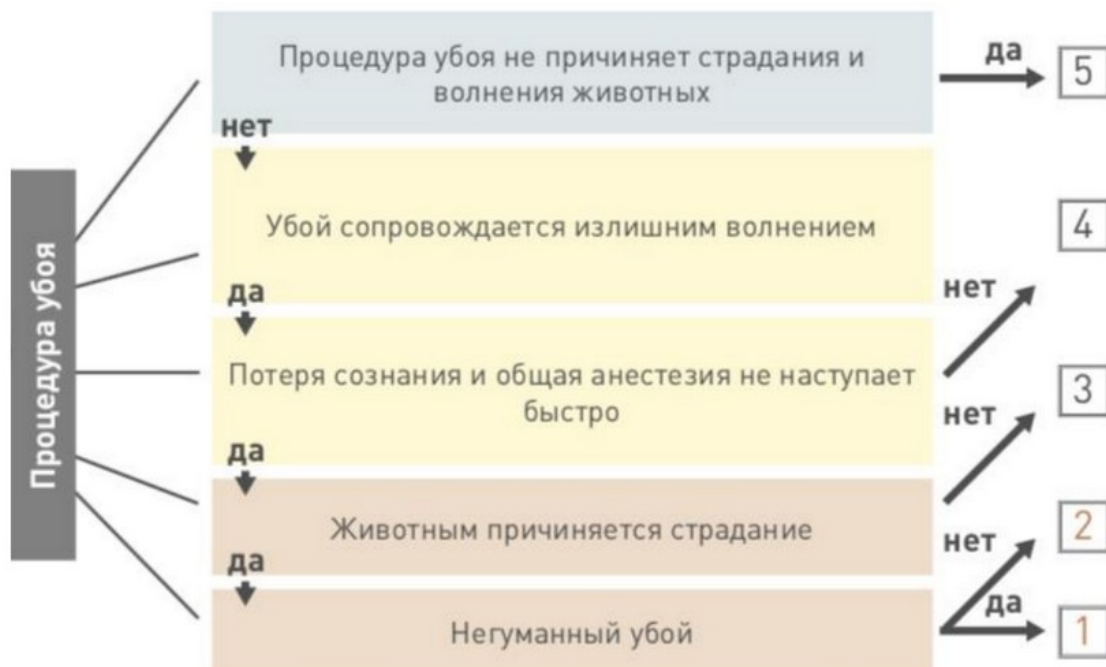 Процедура убоя
Процедура убоя не причиняет страдания и
волнения животных
да
5
нет
Убой сопровождается излишним волнением
4
да
нет
Потеря сознания и общая анестезия не наступает
быстро
3
да
нет
Животным причиняется страдание
2
да
нет
Негуманный убой
да
1